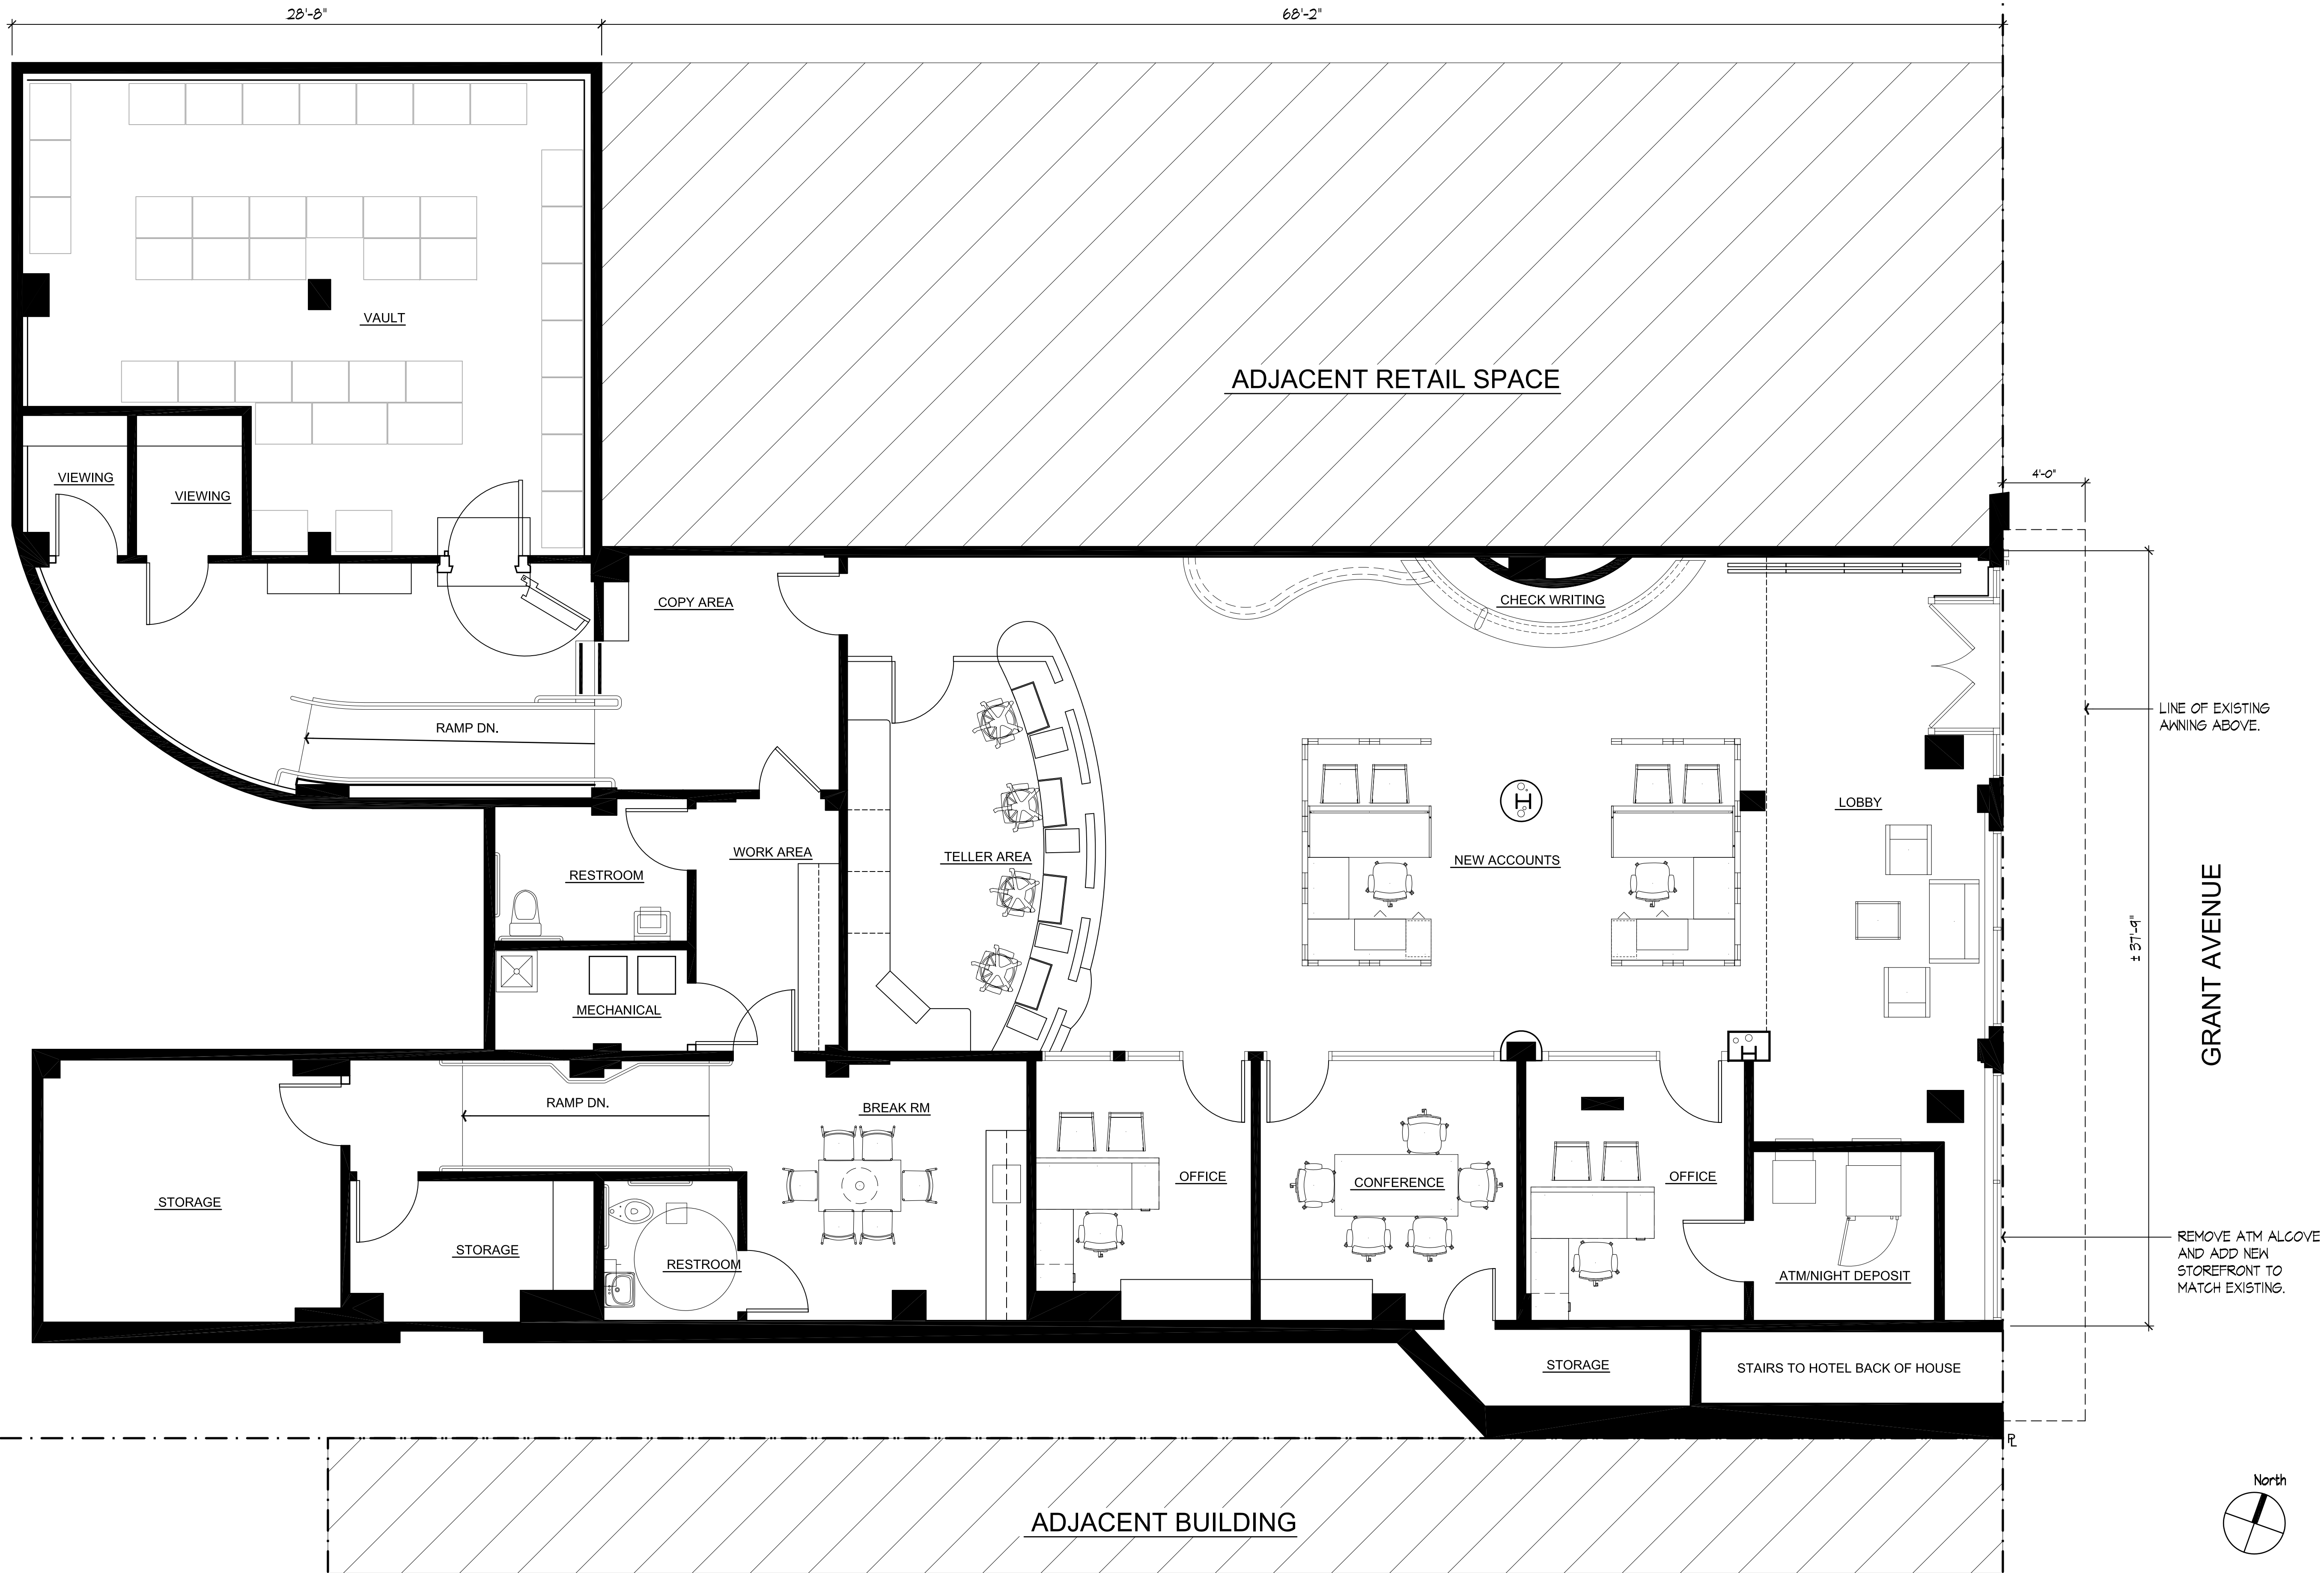 28'-8"
68'-2"
VAULT
ADJACENT RETAIL SPACE
4'-0"
VIEWING
VIEWING
COPY AREA
CHECK WRITING
LINE OF EXISTING
AWNING ABOVE.
RAMP DN.
LOBBY
WORK AREA
TELLER AREA
NEW ACCOUNTS
RESTROOM
± 37'-9"
GRANT AVENUE
MECHANICAL
RAMP DN.
BREAK RM
OFFICE
CONFERENCE
OFFICE
STORAGE
STORAGE
RESTROOM
ATM/NIGHT DEPOSIT
REMOVE ATM ALCOVE
AND ADD NEW
STOREFRONT TO
MATCH EXISTING.
STORAGE
STAIRS TO HOTEL BACK OF HOUSE
PL
North
ADJACENT BUILDING